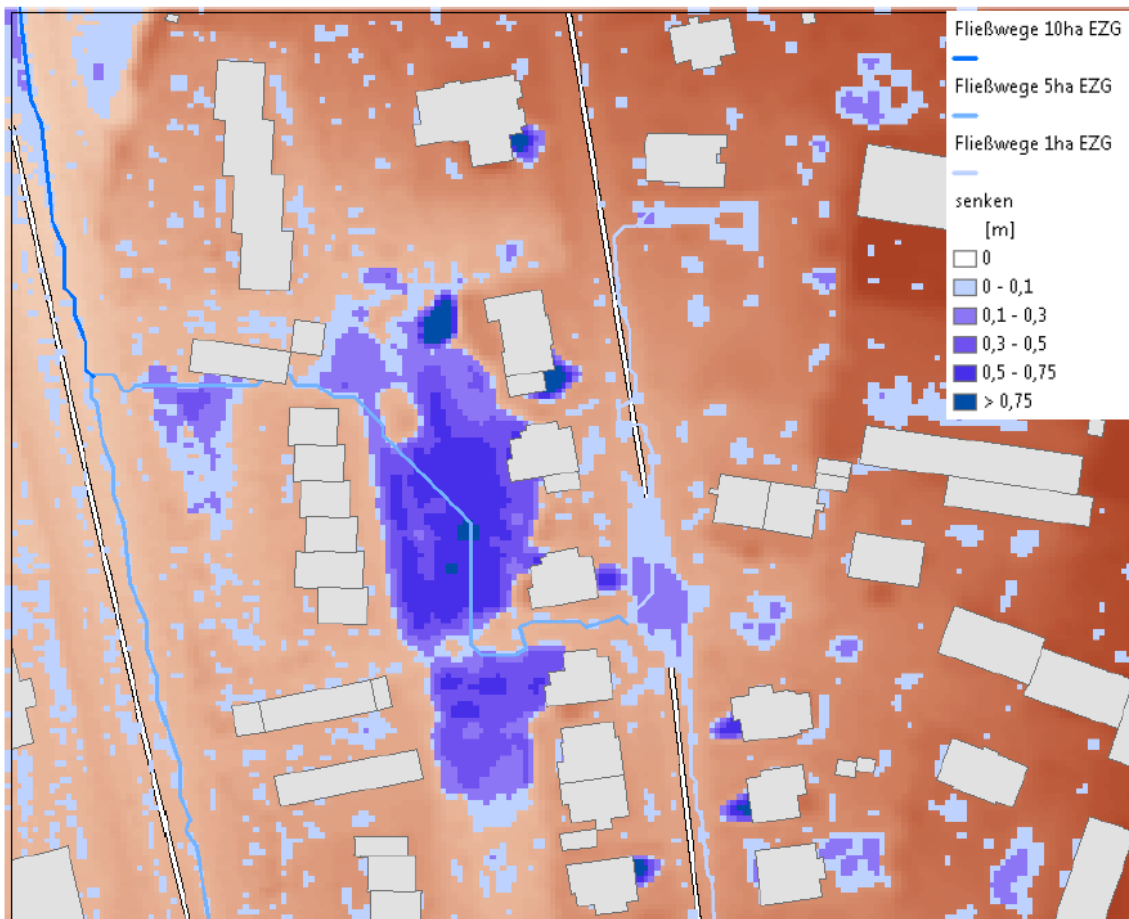 Fließwege 10ha EZG
Fließwege 5ha EZG
Fließwege 1ha EZG
senken
[m]
0
0 - 0,1
0,1 - 0,3
0,3 - 0,5
0,5 - 0,75
> 0,75